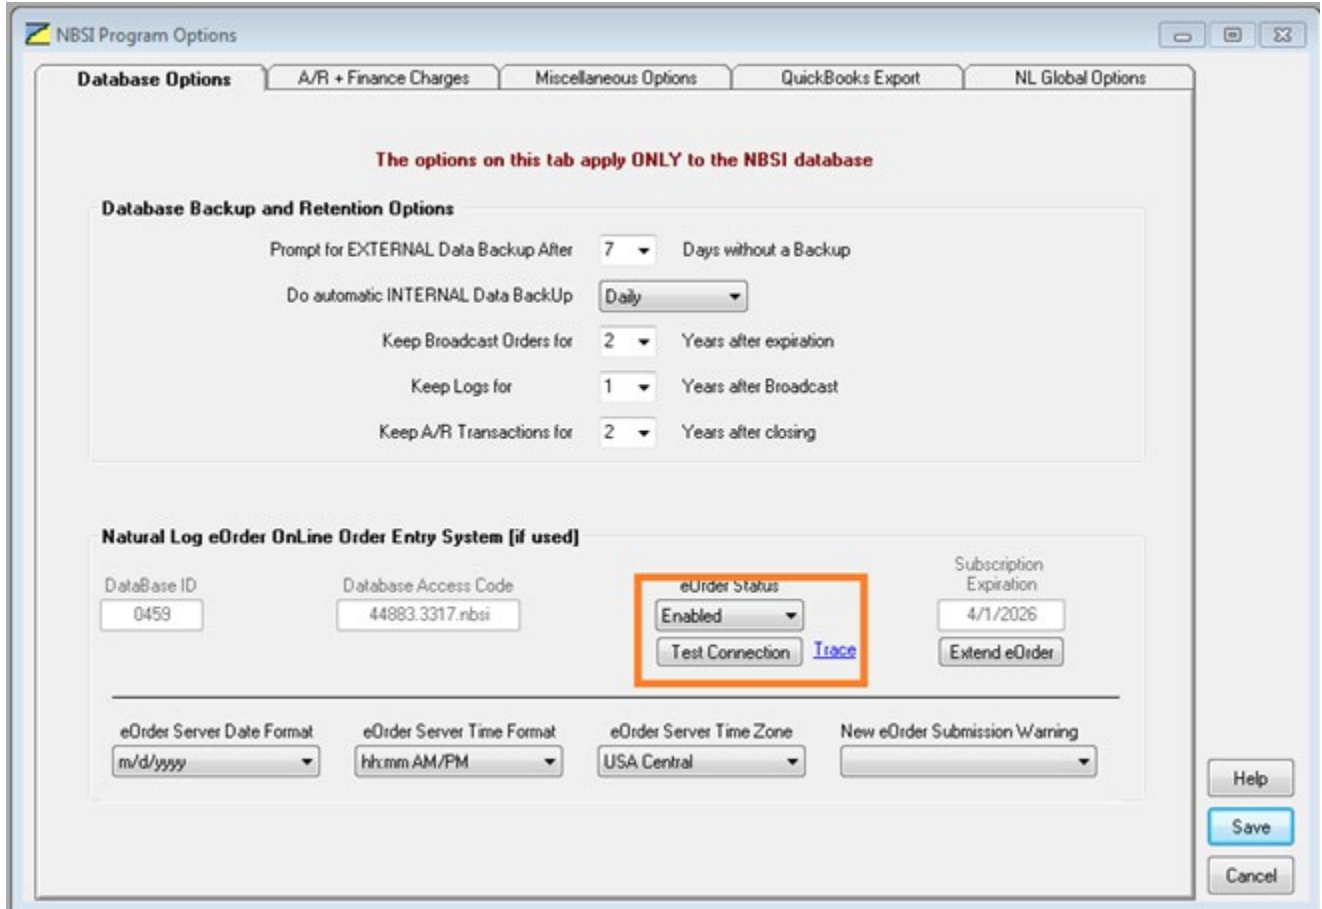 NBSI Program Options
Database Options A/R + Finance Charges Miscellaneous Options QuickBooks Export NL Global Options
The options on this tab apply ONLY to the NBSI database
Database Backup and Retention Options
Prompt for EXTERNAL Data Backup After 7 Days without a Backup
Do automatic INTERNAL Data BackUp Daily
Keep Broadcast Orders for 2 Years after expiration
Keep Logs for 1 Years after Broadcast
Keep A/R Transactions for 2 Years after closing
Natural Log eOrder OnLine Order Entry System [if used]
DataBase ID Database Access Code eOrder Status Subscription Expiration
0459 44883.3317.nbsi Enabled 4/1/2026
Test Connection Trace Extend eOrder
eOrder Server Date Format eOrder Server Time Format eOrder Server Time Zone New eOrder Submission Warning
m/d/yyyy hh:mm AM/PM USA Central
Help
Save
Cancel